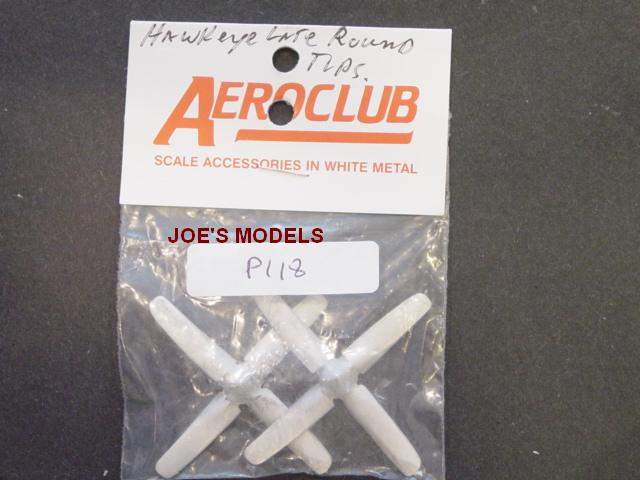 HAWKeye LATE ROUND
TIPS.
AEROCLUB
SCALE ACCESSORIES IN WHITE METAL
JOE'S MODELS
P118